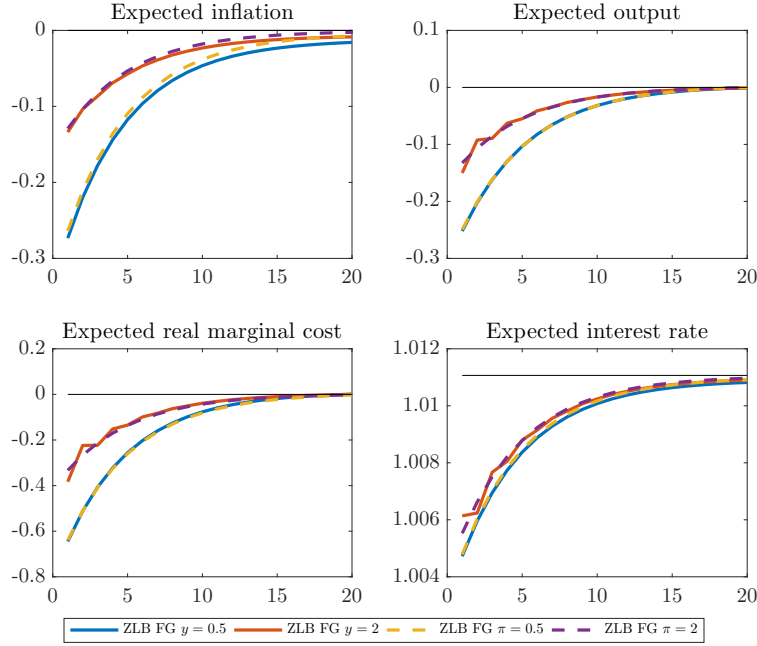 Expected inflation
0
-0.1
-0.2
-0.3
0 5 10 15 20
Expected output
0.1
0
-0.1
-0.2
-0.3
0 5 10 15 20
Expected real marginal cost
0.2
0
-0.2
-0.4
-0.6
-0.8
0 5 10 15 20
Expected interest rate
1.012
1.01
1.008
1.006
1.004
0 5 10 15 20
ZLB FG y = 0.5 ZLB FG y = 2 ZLB FG π = 0.5 ZLB FG π = 2